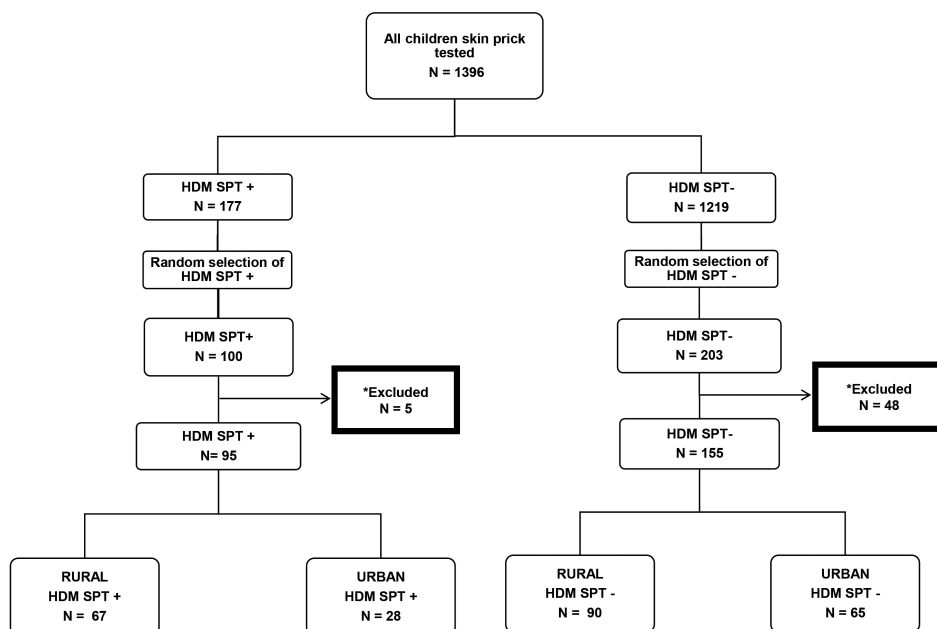 All children skin prick
tested
N = 1396
HDM SPT +
N = 177
HDM SPT-
N = 1219
Random selection of
HDM SPT +
Random selection of
HDM SPT -
HDM SPT+
N = 100
HDM SPT-
N = 203
*Excluded
N = 5
*Excluded
N = 48
HDM SPT +
N= 95
HDM SPT-
N = 155
RURAL
HDM SPT +
N = 67
URBAN
HDM SPT +
N = 28
RURAL
HDM SPT -
N = 90
URBAN
HDM SPT -
N = 65